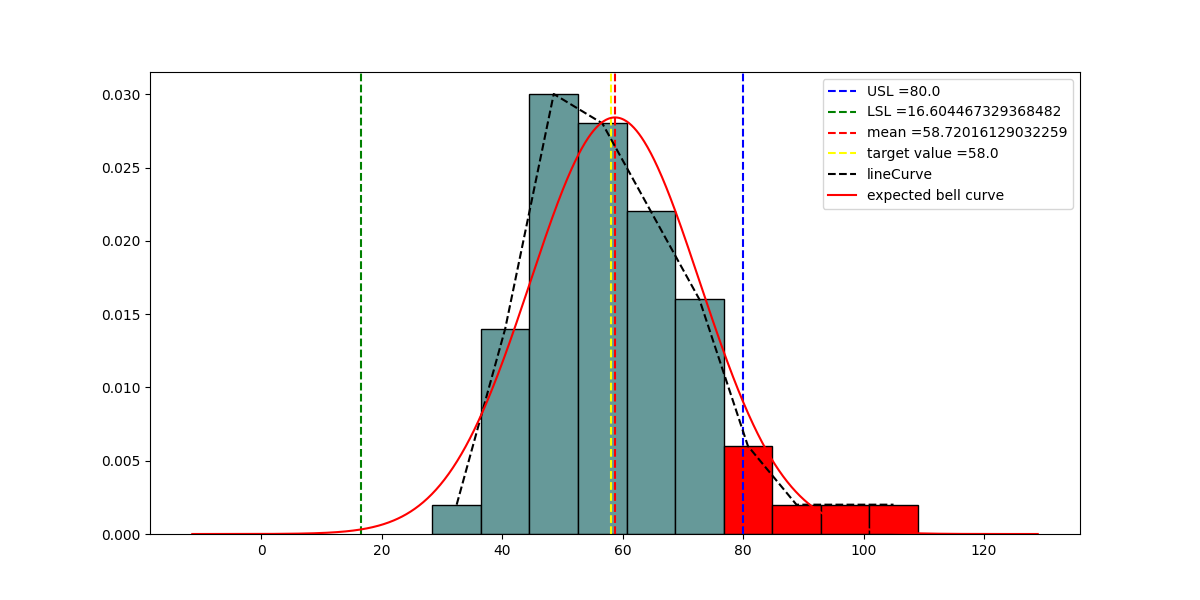 USL =80.0
LSL =16.604467329368482
mean =58.72016129032259
target value =58.0
lineCurve
expected bell curve
0.030
0.025
0.020
0.015
0.010
0.005
0.000
0 20 40 60 80 100 120